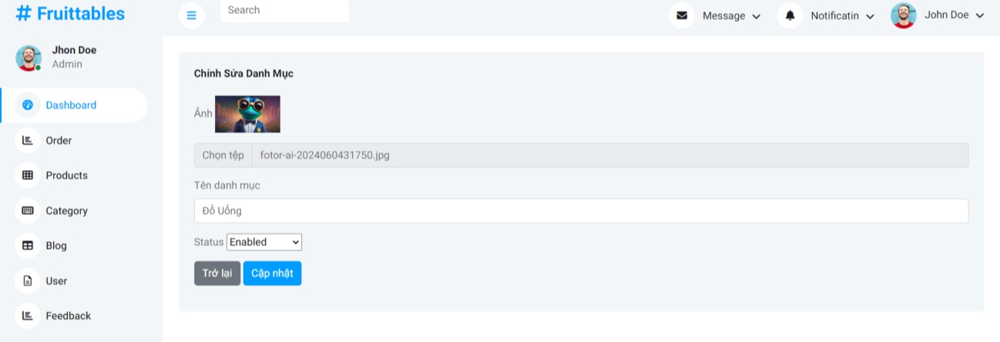 # Fruittables
Search
Message
Notificatin
John Doe
Jhon Doe
Admin
Dashboard
Order
Products
Category
Blog
User
Feedback
Chỉnh Sửa Danh Mục
Ảnh
Chọn tệp fotor-ai-2024060431750.jpg
Tên danh mục
Đồ Uống
Status Enabled
Trở lại Cập nhật